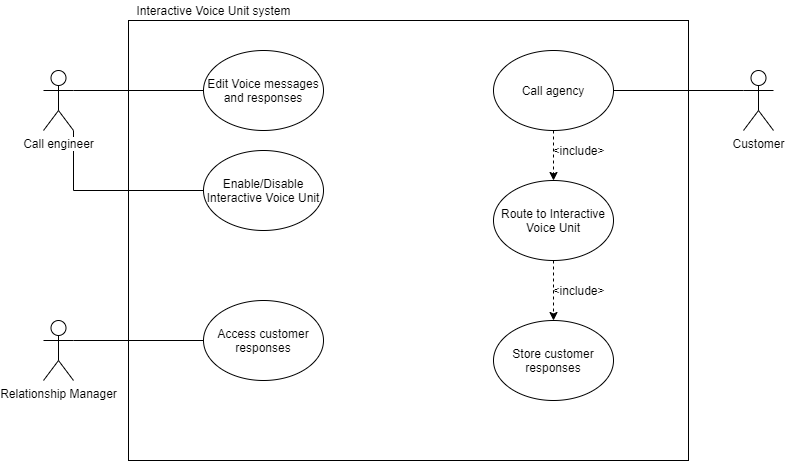 Interactive Voice Unit system
Edit Voice messages
and responses
Call agency
Call engineer
Customer
<include>
Enable/Disable
Interactive Voice Unit
Route to Interactive
Voice Unit
<include>
Access customer
responses
Store customer
responses
Relationship Manager